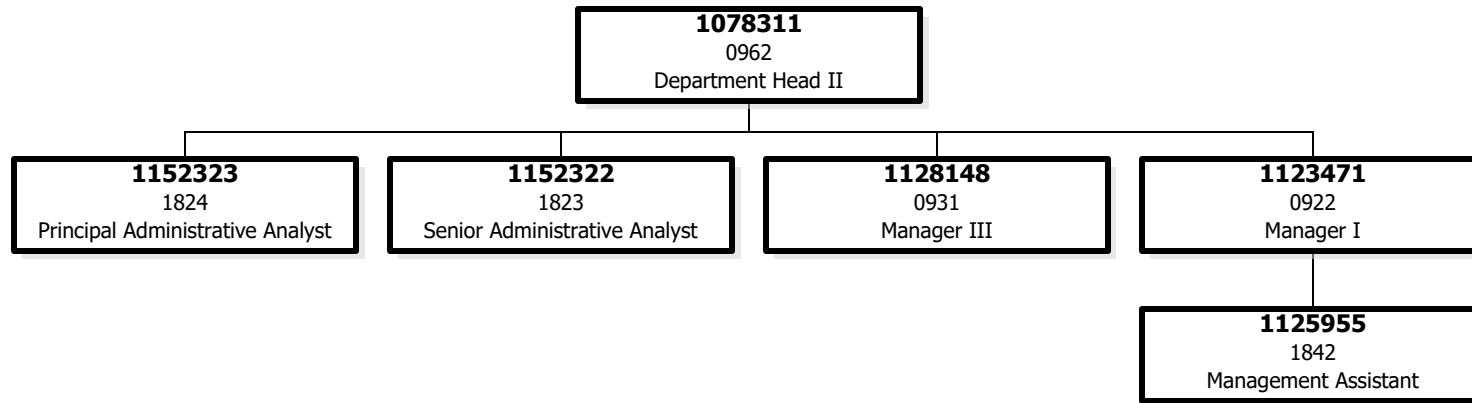 1078311
0962
Department Head II
1152323
1824
Principal Administrative Analyst
1152322
1823
Senior Administrative Analyst
1128148
0931
Manager III
1123471
0922
Manager I
1125955
1842
Management Assistant